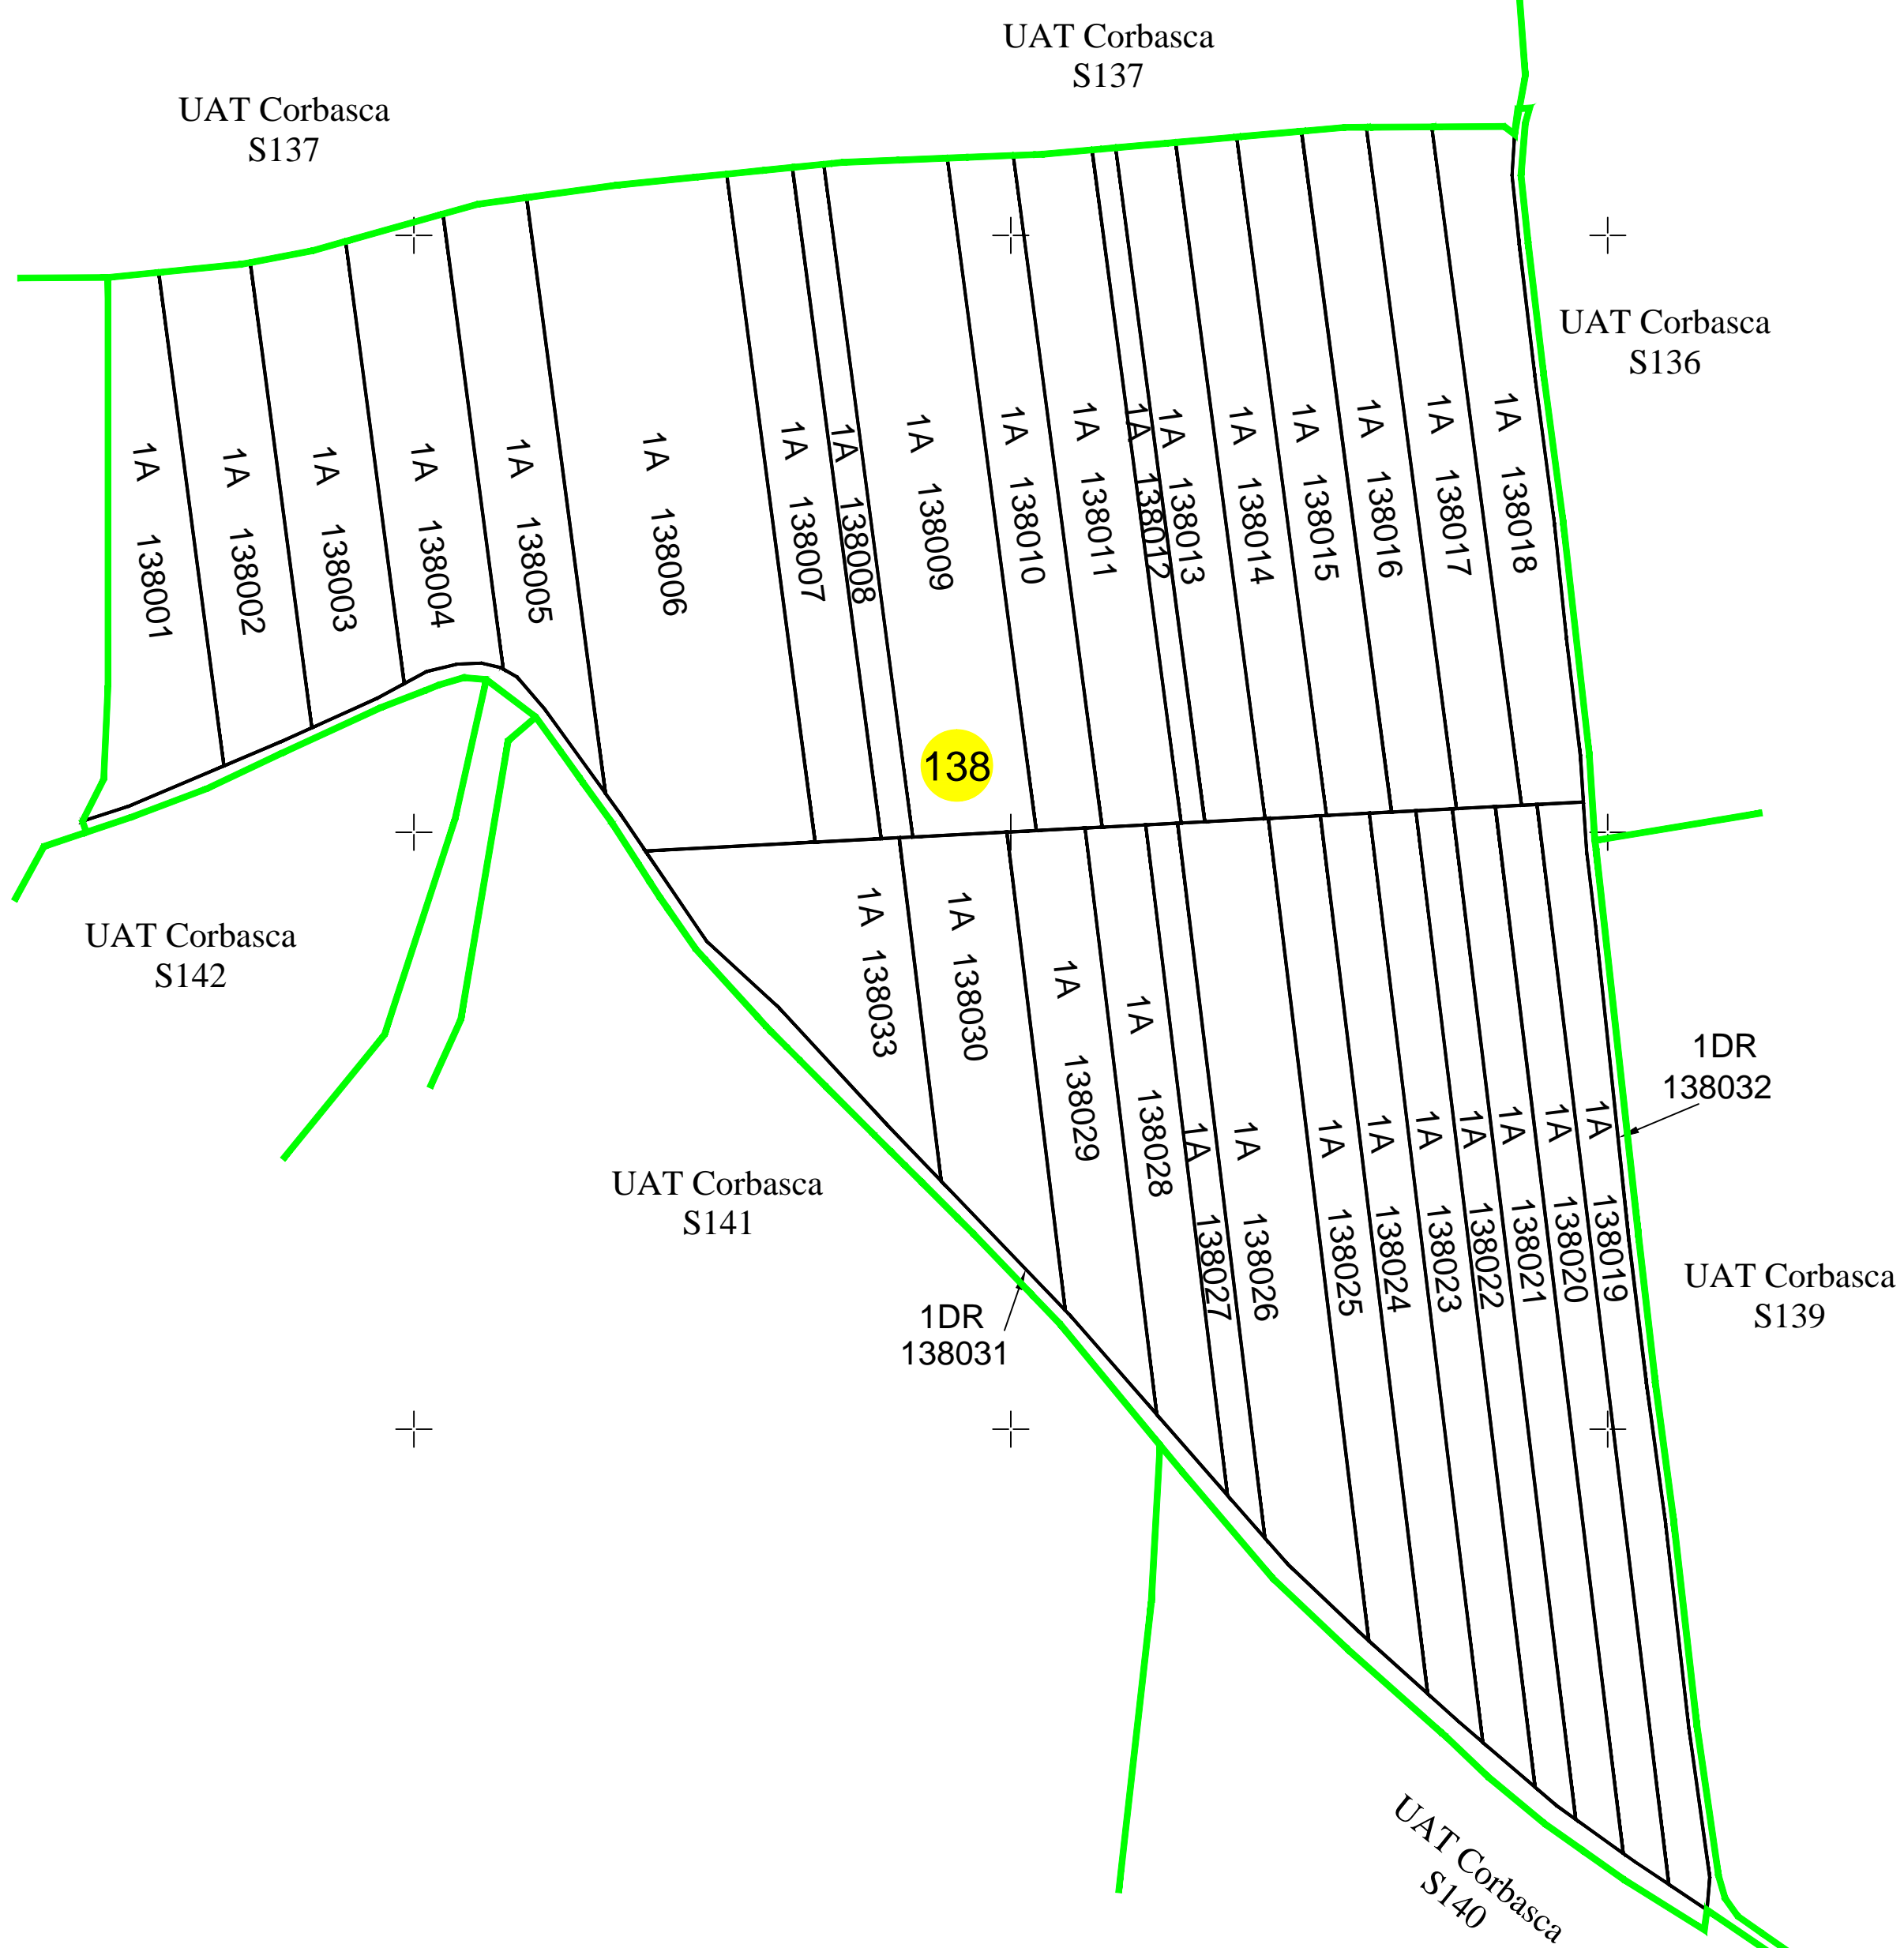 UAT Corbasca
S137
UAT Corbasca
S137
UAT Corbasca
S136
1A 138001
1A 138002
1A 138003
1A 138004
1A 138005
1A 138006
1A 138007
1A 138008
1A 138009
1A 138010
1A 138011
1A 138012
1A 138013
1A 138014
1A 138015
1A 138016
1A 138017
1A 138018
138
UAT Corbasca
S142
1A 138033
1A 138030
1A 138029
1A 138028
1A 138027
1A 138026
1A 138025
1A 138024
1A 138023
1A 138022
1A 138021
1A 138020
1A 138019
1DR
138032
UAT Corbasca
S141
UAT Corbasca
S139
1DR
138031
UAT Corbasca
S140